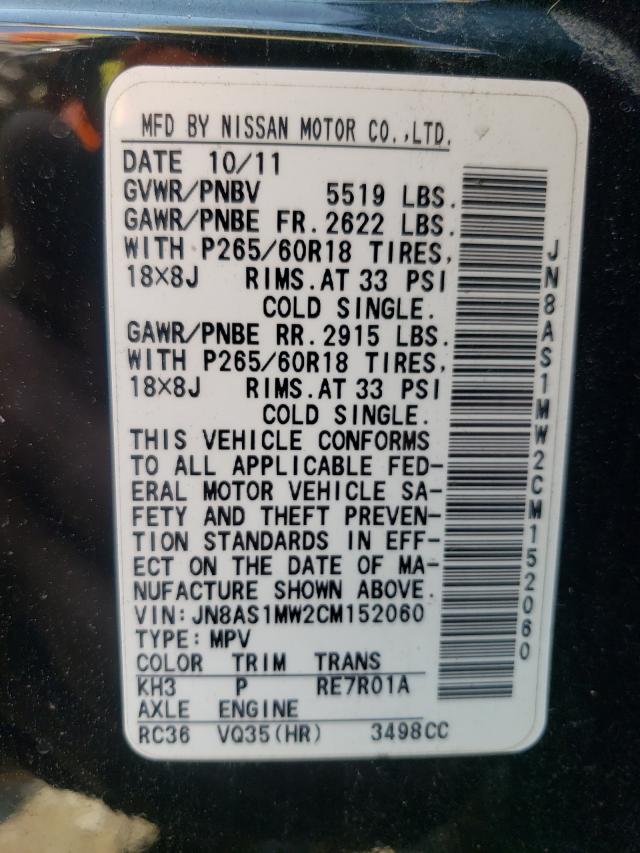 MFD BY NISSAN MOTOR CO.,LTD.
DATE 10/11
GVWR/PNBV 5519 LBS.
GAWR/PNBE FR.2622 LBS.
WITH P265/60R18 TIRES,
18×8J RIMS.AT 33 PSI
COLD SINGLE.
GAWR/PNBE RR.2915 LBS.
WITH P265/60R18 TIRES,
18×8J RIMS.AT 33 PSI
COLD SINGLE.
THIS VEHICLE CONFORMS
TO ALL APPLICABLE FED-
ERAL MOTOR VEHICLE SA-
FETY AND THEFT PREVEN-
TION STANDARDS IN EFF-
ECT ON THE DATE OF MA-
NUFACTURE SHOWN ABOVE.
VIN:JN8AS1MW2CM152060
TYPE:MPV
COLOR TRIM TRANS
KH3 P RE7R01A
AXLE ENGINE
RC36 VQ35(HR) 3498CC
JN8AS1MW2CM152060